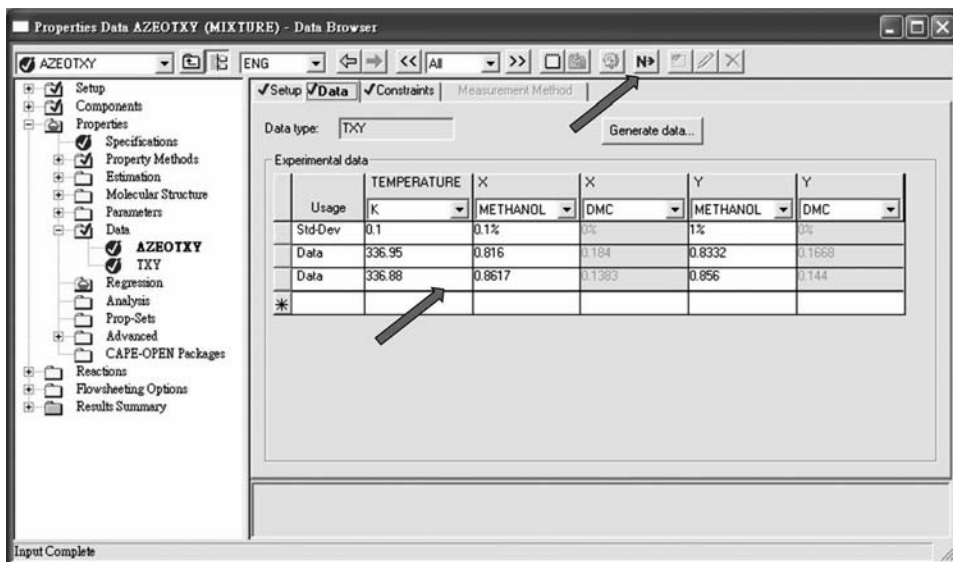 Properties Data AZEOTXY (MIXTURE) - Data Browser
AZEOTXY ENG << All >> N>
Setup
Components
Properties
Specifications
Property Methods
Estimation
Molecular Structure
Parameters
Data
AZEOTXY
TXY
Regression
Analysis
Prop-Sets
Advanced
CAPE-OPEN Packages
Reactions
Flowsheeting Options
Results Summary
Setup Data Constraints Measurement Method
Data type: TXY Generate data...
Experimental data
TEMPERATURE X X Y Y
Usage K METHANOL DMC METHANOL DMC
Std-Dev 0.1 0.1% 0% 1% 0%
Data 336.95 0.816 0.184 0.8332 0.1668
Data 336.88 0.8617 0.1383 0.856 0.144
Input Complete